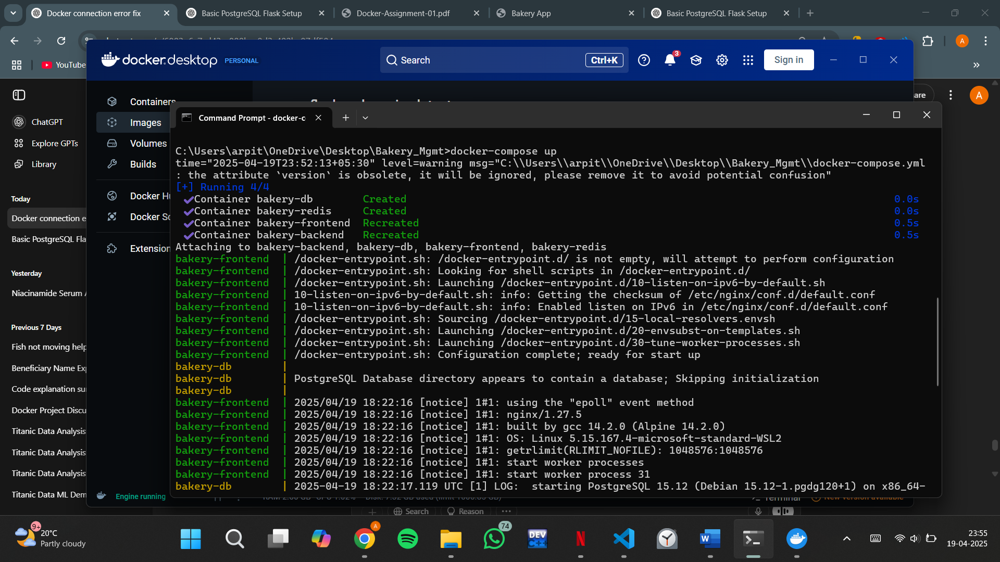 Docker connection error fix
Basic PostgreSQL Flask Setup
Docker-Assignment-01.pdf
Bakery App
Basic PostgreSQL Flask Setup
A
YouTube
docker.desktop PERSONAL
Search
Ctrl+K
3
Sign in
A
ChatGPT
Explore GPTs
Library
Today
Docker connection e
Basic PostgreSQL Fla
Yesterday
Niacinamide Serum
Previous 7 Days
Fish not moving help
Beneficiary Name Exp
Code explanation su
Docker Project Discu
Titanic Data Analysis
Titanic Data Analysis
Titanic Data Analysis
Titanic Data ML Dem
Containers
Images
Volumes
Builds
Docker Hu
Docker Sc
Extension
Engine running
Command Prompt - docker-c
C:\Users\arpit\OneDrive\Desktop\Bakery_Mgmt>docker-compose up
time="2025-04-19T23:52:13+05:30" level=warning msg="C:\\Users\\arpit\\OneDrive\\Desktop\\Bakery_Mgmt\\docker-compose.yml
: the attribute `version` is obsolete, it will be ignored, please remove it to avoid potential confusion"
[+] Running 4/4
✔Container bakery-db Created 0.0s
✔Container bakery-redis Created 0.0s
✔Container bakery-frontend Recreated 0.5s
✔Container bakery-backend Recreated 0.5s
Attaching to bakery-backend, bakery-db, bakery-frontend, bakery-redis
bakery-frontend | /docker-entrypoint.sh: /docker-entrypoint.d/ is not empty, will attempt to perform configuration
bakery-frontend | /docker-entrypoint.sh: Looking for shell scripts in /docker-entrypoint.d/
bakery-frontend | /docker-entrypoint.sh: Launching /docker-entrypoint.d/10-listen-on-ipv6-by-default.sh
bakery-frontend | 10-listen-on-ipv6-by-default.sh: info: Getting the checksum of /etc/nginx/conf.d/default.conf
bakery-frontend | 10-listen-on-ipv6-by-default.sh: info: Enabled listen on IPv6 in /etc/nginx/conf.d/default.conf
bakery-frontend | /docker-entrypoint.sh: Sourcing /docker-entrypoint.d/15-local-resolvers.envsh
bakery-frontend | /docker-entrypoint.sh: Launching /docker-entrypoint.d/20-envsubst-on-templates.sh
bakery-frontend | /docker-entrypoint.sh: Launching /docker-entrypoint.d/30-tune-worker-processes.sh
bakery-frontend | /docker-entrypoint.sh: Configuration complete; ready for start up
bakery-db |
bakery-db | PostgreSQL Database directory appears to contain a database; Skipping initialization
bakery-db |
bakery-frontend | 2025/04/19 18:22:16 [notice] 1#1: using the "epoll" event method
bakery-frontend | 2025/04/19 18:22:16 [notice] 1#1: nginx/1.27.5
bakery-frontend | 2025/04/19 18:22:16 [notice] 1#1: built by gcc 14.2.0 (Alpine 14.2.0)
bakery-frontend | 2025/04/19 18:22:16 [notice] 1#1: OS: Linux 5.15.167.4-microsoft-standard-WSL2
bakery-frontend | 2025/04/19 18:22:16 [notice] 1#1: getrlimit(RLIMIT_NOFILE): 1048576:1048576
bakery-frontend | 2025/04/19 18:22:16 [notice] 1#1: start worker processes
bakery-frontend | 2025/04/19 18:22:16 [notice] 1#1: start worker process 31
bakery-db | 2025-04-19 18:22:17.119 UTC [1] LOG: starting PostgreSQL 15.12 (Debian 15.12-1.pgdg120+1) on x86_64-
Terminal
New version available
Search
Reason
9+
20°C
Partly cloudy
A
74
DEV
C++
N
W
23:55
19-04-2025